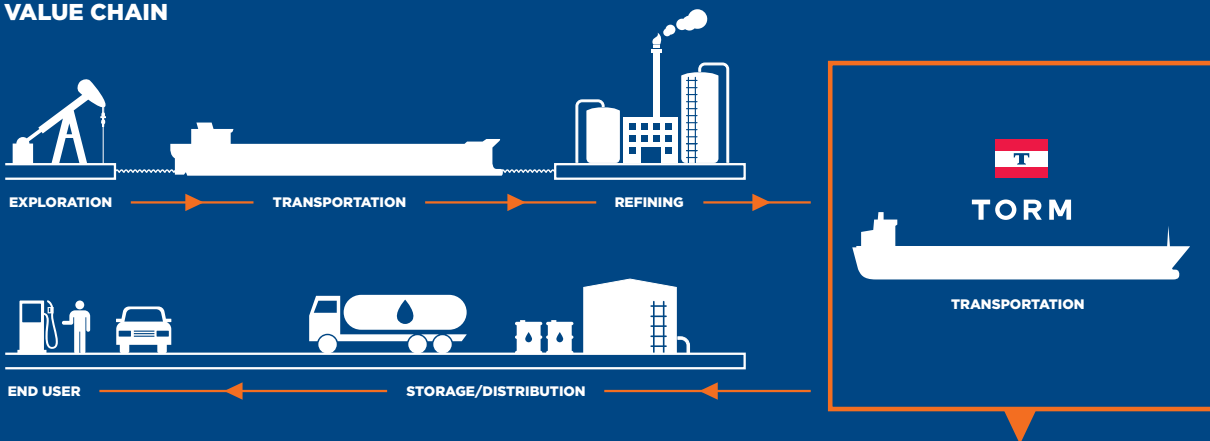 VALUE CHAIN
EXPLORATION
TRANSPORTATION
REFINING
T
TORM
TRANSPORTATION
END USER
STORAGE/DISTRIBUTION